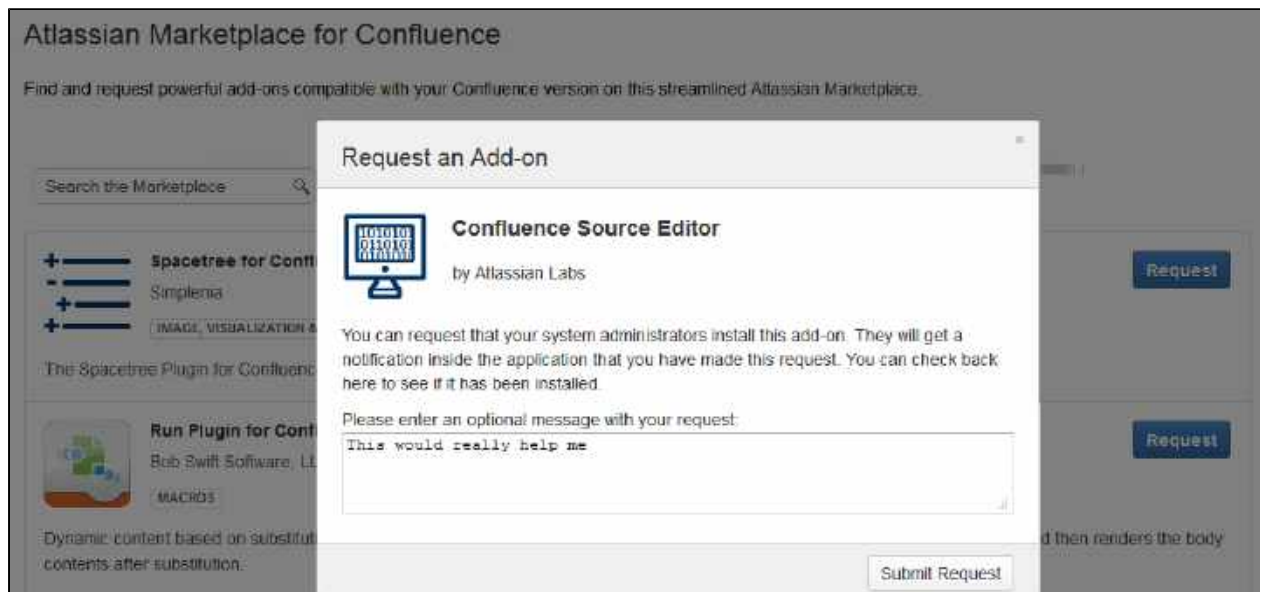 Atlassian Marketplace for Confluence
Find and request powerful add-ons compatible with your Confluence version on this streamlined Atlassian Marketplace.
Search the Marketplace
Request an Add-on
Confluence Source Editor
by Atlassian Labs
You can request that your system administrators install this add-on. They will get a
notification inside the application that you have made this request. You can check back
here to see if it has been installed.
Please enter an optional message with your request:
This would really help me
Submit Request
Spacetree for Confl
Simplenia
IMAGE, VISUALIZATION &
The Spacetree Plugin for Confluenc
Request
Run Plugin for Conf
Bob Swift Software, LL
MACROS
Request
Dynamic content based on substitut
d then renders the body
contents after substitution.